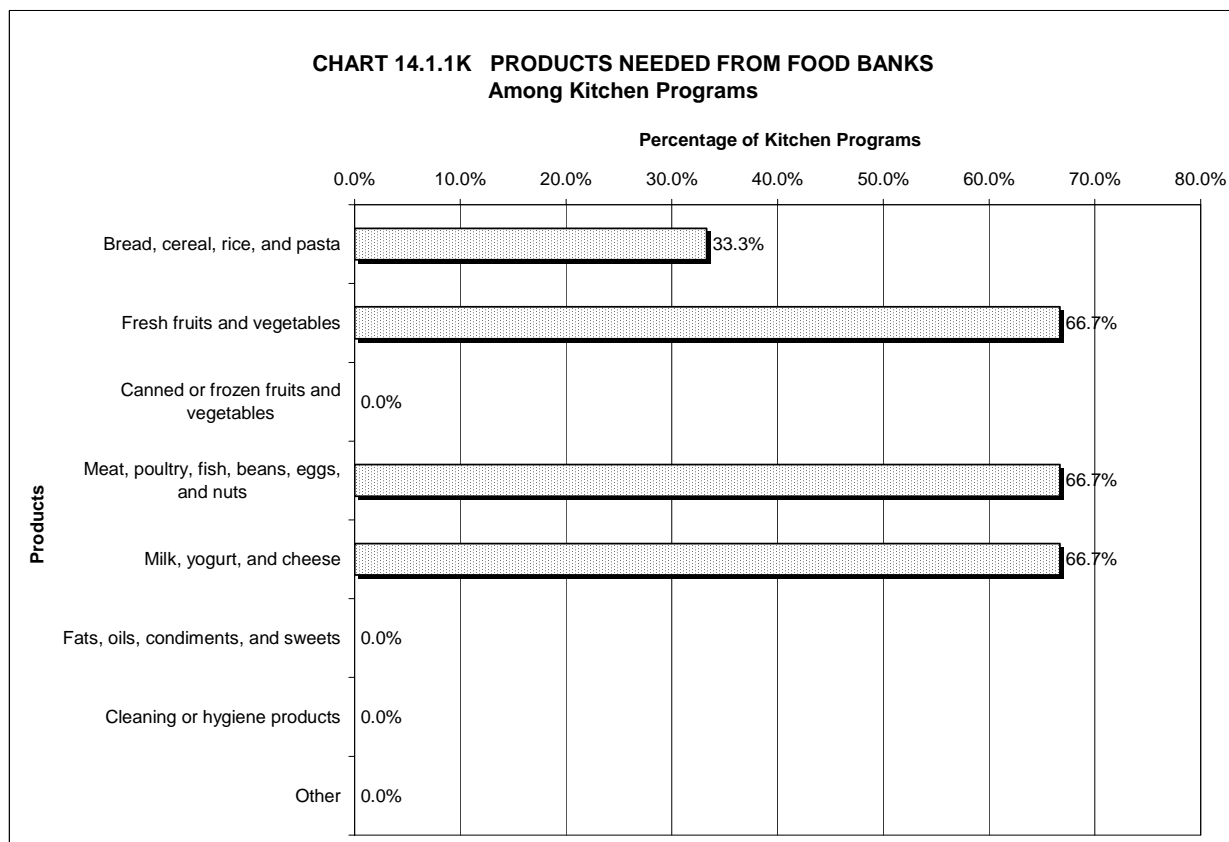 CHART 14.1.1K PRODUCTS NEEDED FROM FOOD BANKS
Among Kitchen Programs
Percentage of Kitchen Programs
0.0% 10.0% 20.0% 30.0% 40.0% 50.0% 60.0% 70.0% 80.0%
Bread, cereal, rice, and pasta 33.3%
Fresh fruits and vegetables 66.7%
Canned or frozen fruits and
vegetables 0.0%
Meat, poultry, fish, beans, eggs,
and nuts 66.7%
Milk, yogurt, and cheese 66.7%
Fats, oils, condiments, and sweets 0.0%
Cleaning or hygiene products 0.0%
Other 0.0%
Products